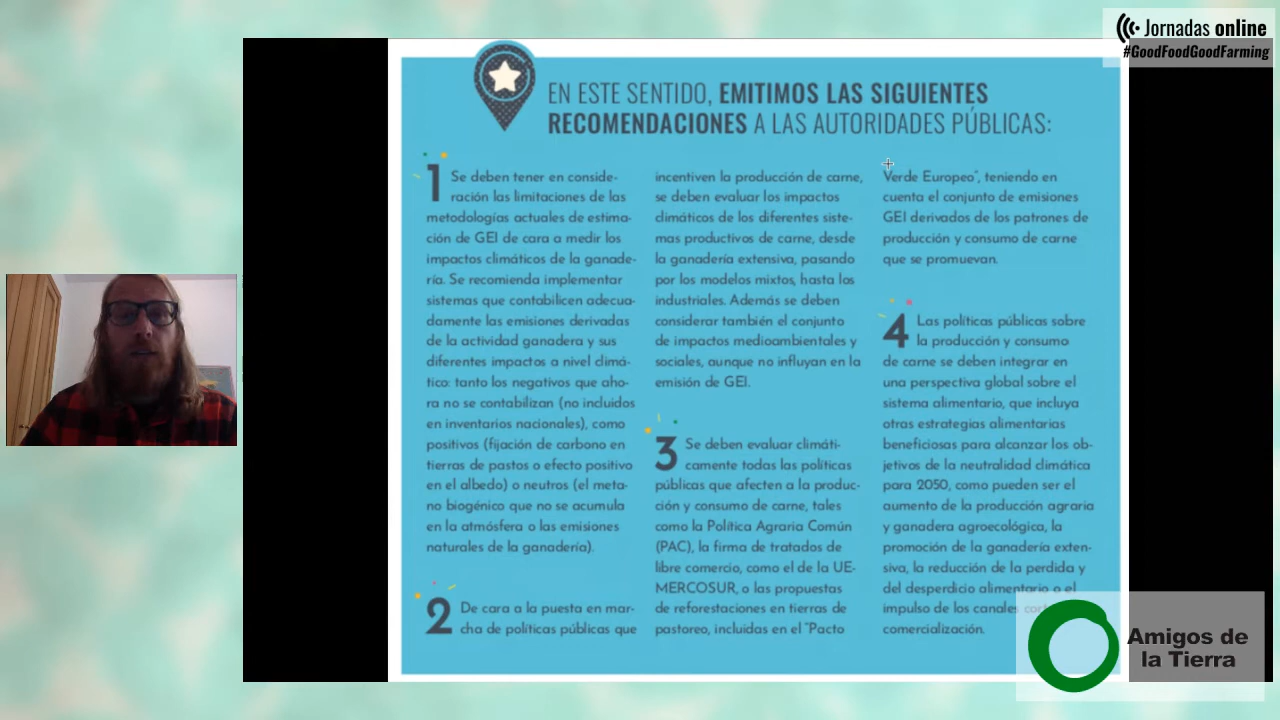 Jornadas online
#GoodFoodGoodFarming
EN ESTE SENTIDO, EMITIMOS LAS SIGUIENTES
RECOMENDACIONES A LAS AUTORIDADES PÚBLICAS:
1 Se deben tener en conside-
ración las limitaciones de las
metodologías actuales de estima-
ción de GEI de cara a medir los
impactos climáticos de la ganade-
ría. Se recomienda implementar
sistemas que contabilicen adecua-
damente las emisiones derivadas
de la actividad ganadera y sus
diferentes impactos a nivel climá-
tico: tanto los negativos que aho-
ra no se contabilizan (no incluidos
en inventarios nacionales), como
positivos (fijación de carbono en
tierras de pastos o efecto positivo
en el albedo) o neutros (el meta-
no biogénico que no se acumula
en la atmósfera o las emisiones
naturales de la ganadería).
2 De cara a la puesta en mar-
cha de políticas públicas que
incentiven la producción de carne,
se deben evaluar los impactos
climáticos de los diferentes siste-
mas productivos de carne, desde
la ganadería extensiva, pasando
por los modelos mixtos, hasta los
industriales. Además se deben
considerar también el conjunto
de impactos medioambientales y
sociales, aunque no influyan en la
emisión de GEI.
3 Se deben evaluar climáti-
camente todas las políticas
públicas que afecten a la produc-
ción y consumo de carne, tales
como la Política Agraria Común
(PAC), la firma de tratados de
libre comercio, como el de la UE-
MERCOSUR, o las propuestas
de reforestaciones en tierras de
pastoreo, incluidas en el "Pacto
Verde Europeo", teniendo en
cuenta el conjunto de emisiones
GEI derivados de los patrones de
producción y consumo de carne
que se promuevan.
4 Las políticas públicas sobre
la producción y consumo
de carne se deben integrar en
una perspectiva global sobre el
sistema alimentario, que incluya
otras estrategias alimentarias
beneficiosas para alcanzar los ob-
jetivos de la neutralidad climática
para 2050, como pueden ser el
aumento de la producción agraria
y ganadera agroecológica, la
promoción de la ganadería exten-
siva, la reducción de la perdida y
del desperdicio alimentario o el
impulso de los canales
comercialización.
Amigos de
la Tierra